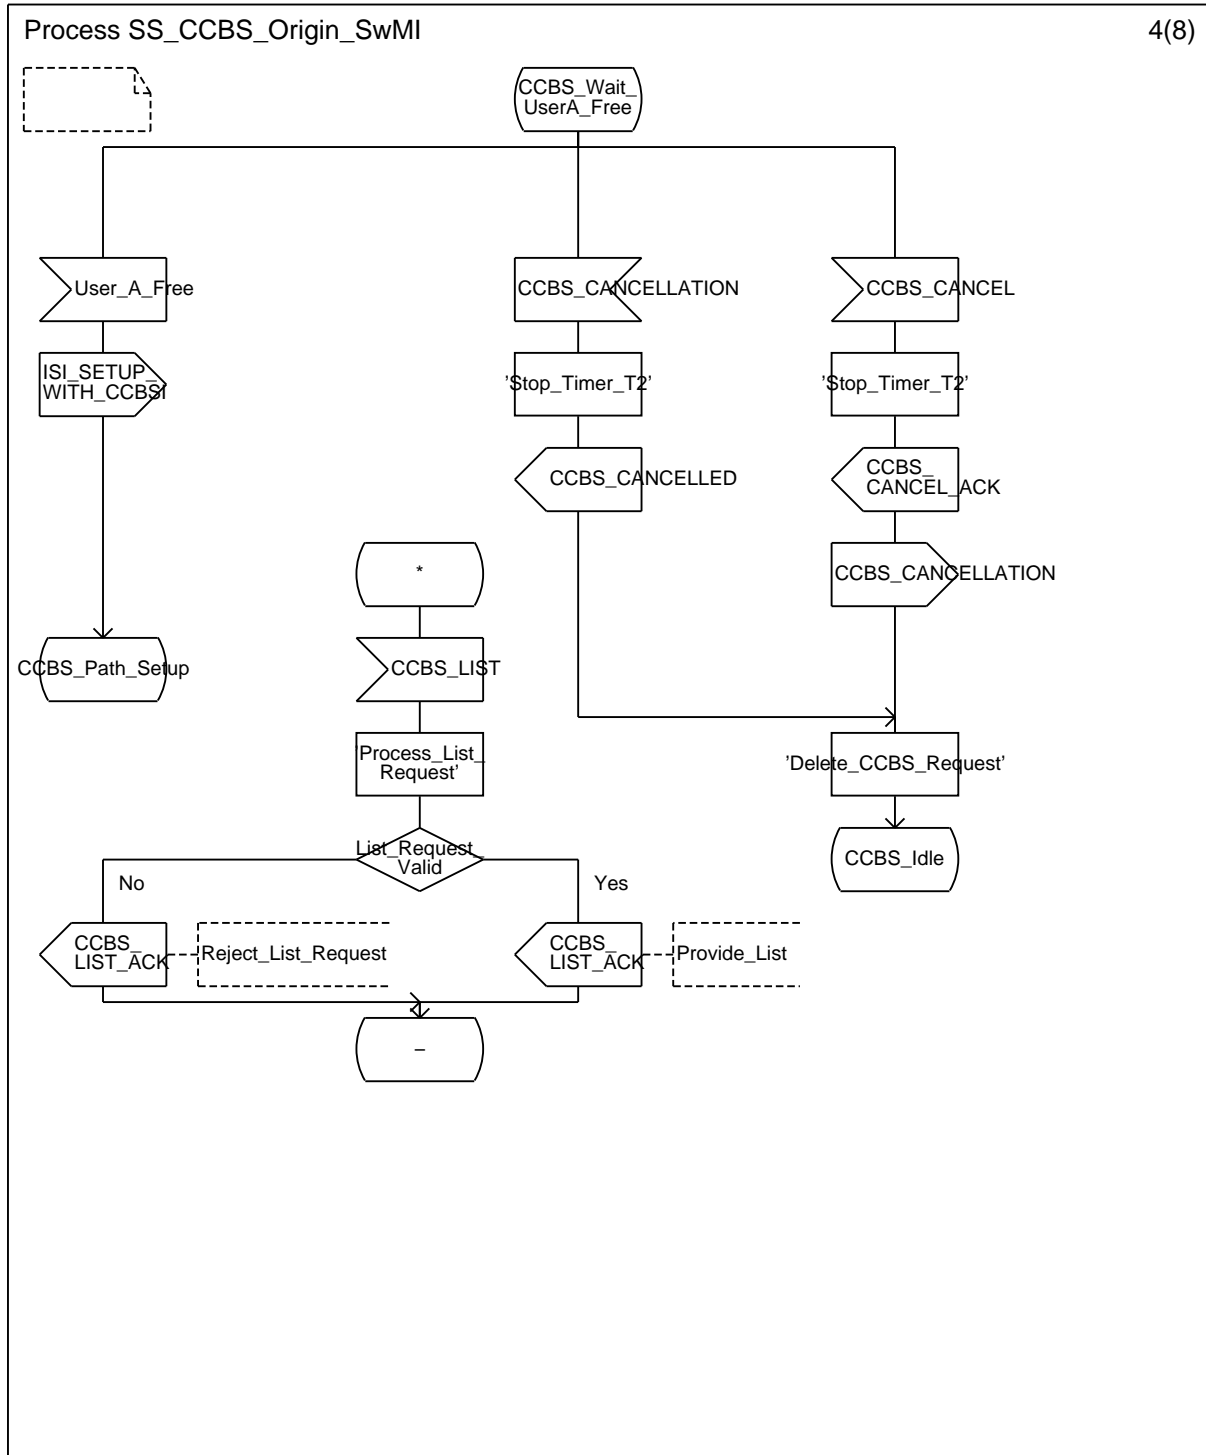 Process SS_CCBS_Origin_SwMI
4(8)
CCBS_Wait_
UserA_Free
User_A_Free
CCBS_CANCELLATION
CCBS_CANCEL
ISI_SETUP_
WITH_CCBSI
'Stop_Timer_T2'
'Stop_Timer_T2'
CCBS_CANCELLED
CCBS_
CANCEL_ACK
*
CCBS_CANCELLATION
CCBS_Path_Setup
CCBS_LIST
'Process_List_
Request'
'Delete_CCBS_Request'
List_Request_
Valid
CCBS_Idle
No
Yes
CCBS_
LIST_ACK
Reject_List_Request
CCBS_
LIST_ACK
Provide_List
–